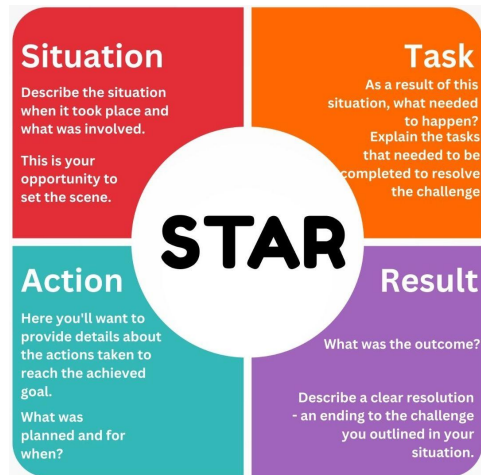 Situation
Describe the situation
when it took place and
what was involved.
This is your
opportunity to
set the scene.
Task
As a result of this
situation, what needed
to happen?
Explain the tasks
that needed to be
completed to resolve
the challenge
STAR
Action
Here you'll want to
provide details about
the actions taken to
reach the achieved
goal.
What was
planned and for
when?
Result
What was the outcome?
Describe a clear resolution
- an ending to the challenge
you outlined in your
situation.